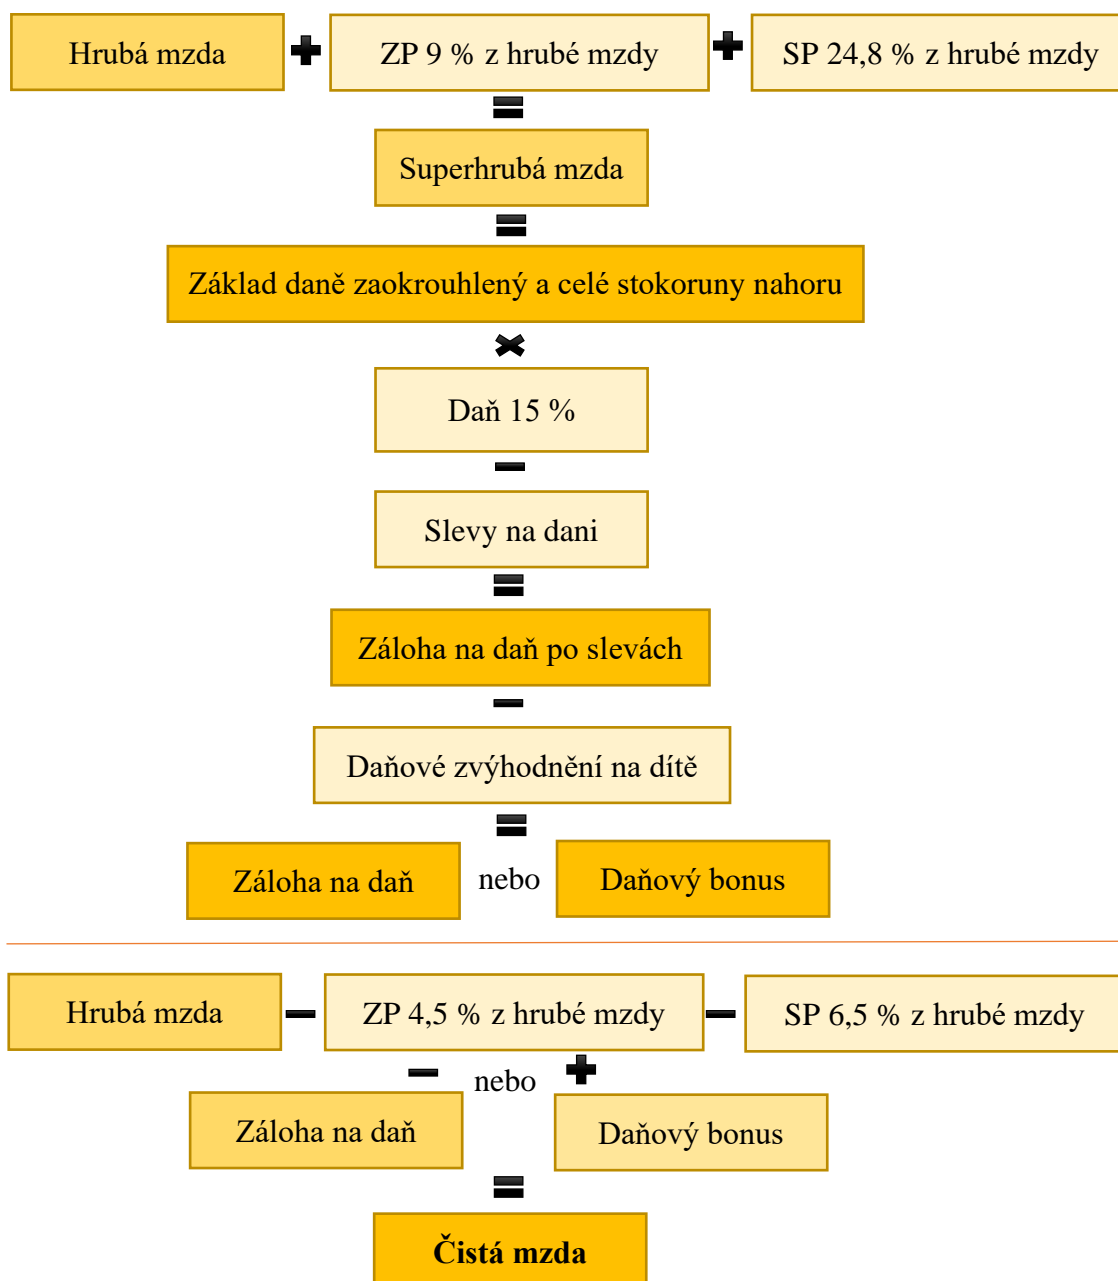 Hrubá mzda + ZP 9 % z hrubé mzdy + SP 24,8 % z hrubé mzdy
=
Superhrubá mzda
=
Základ daně zaokrouhlený a celé stokoruny nahoru
×
Daň 15 %
-
Slevy na dani
=
Záloha na daň po slevách
-
Daňové zvýhodnění na dítě
=
Záloha na daň nebo Daňový bonus
Hrubá mzda - ZP 4,5 % z hrubé mzdy - SP 6,5 % z hrubé mzdy
- nebo +
Záloha na daň Daňový bonus
=
Čistá mzda